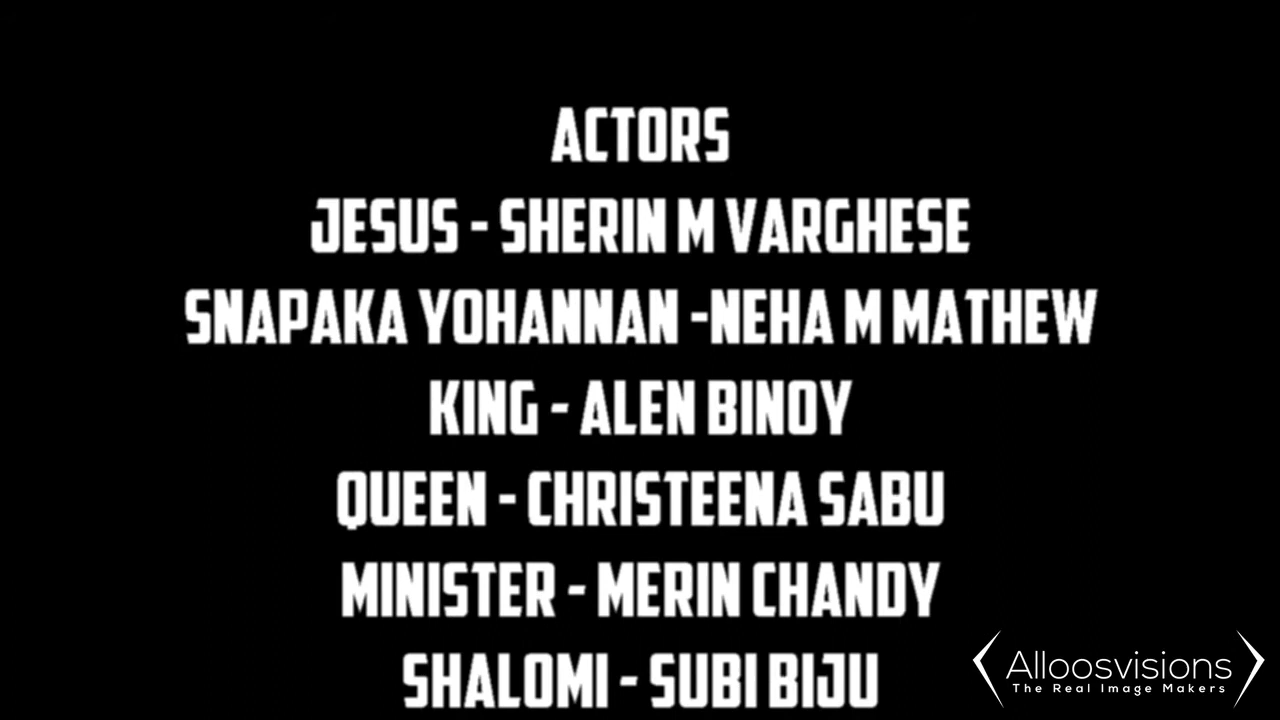 ACTORS
JESUS - SHERIN M VARGHESE
SNAPAKA YOHANNAN -NEHA M MATHEW
KING - ALEN BINOY
QUEEN - CHRISTEENA SABU
MINISTER - MERIN CHANDY
SHALOMI - SUBI BIJU
Alloosvisions
The Real Image Makers